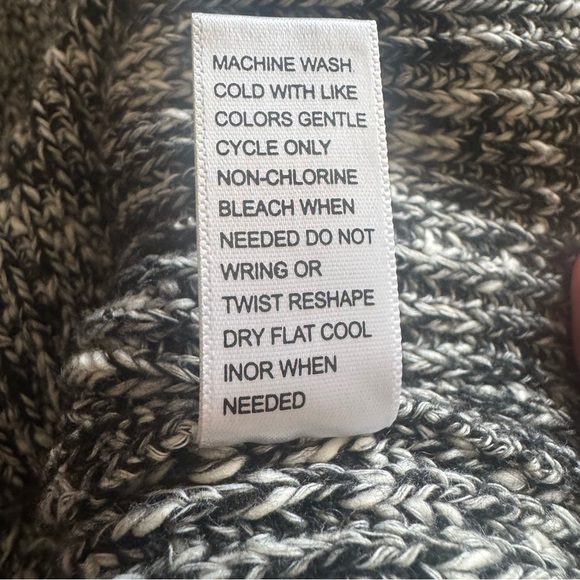 MACHINE WASH
COLD WITH LIKE
COLORS GENTLE
CYCLE ONLY
NON-CHLORINE
BLEACH WHEN
NEEDED DO NOT
WRING OR
TWIST RESHAPE
DRY FLAT COOL
INOR WHEN
NEEDED